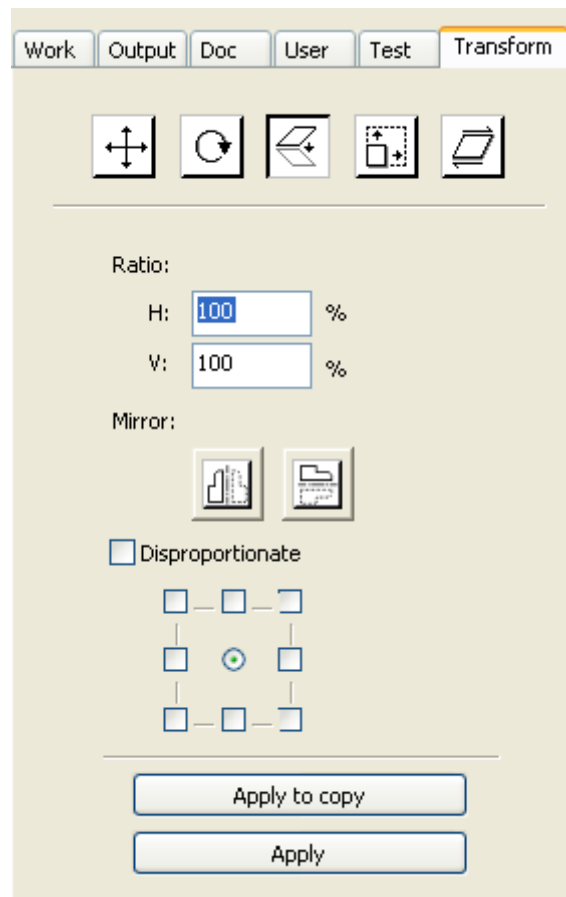 Work Output Doc User Test Transform
Ratio:
H: 100 %
V: 100 %
Mirror:
Disproportionate
Apply to copy
Apply